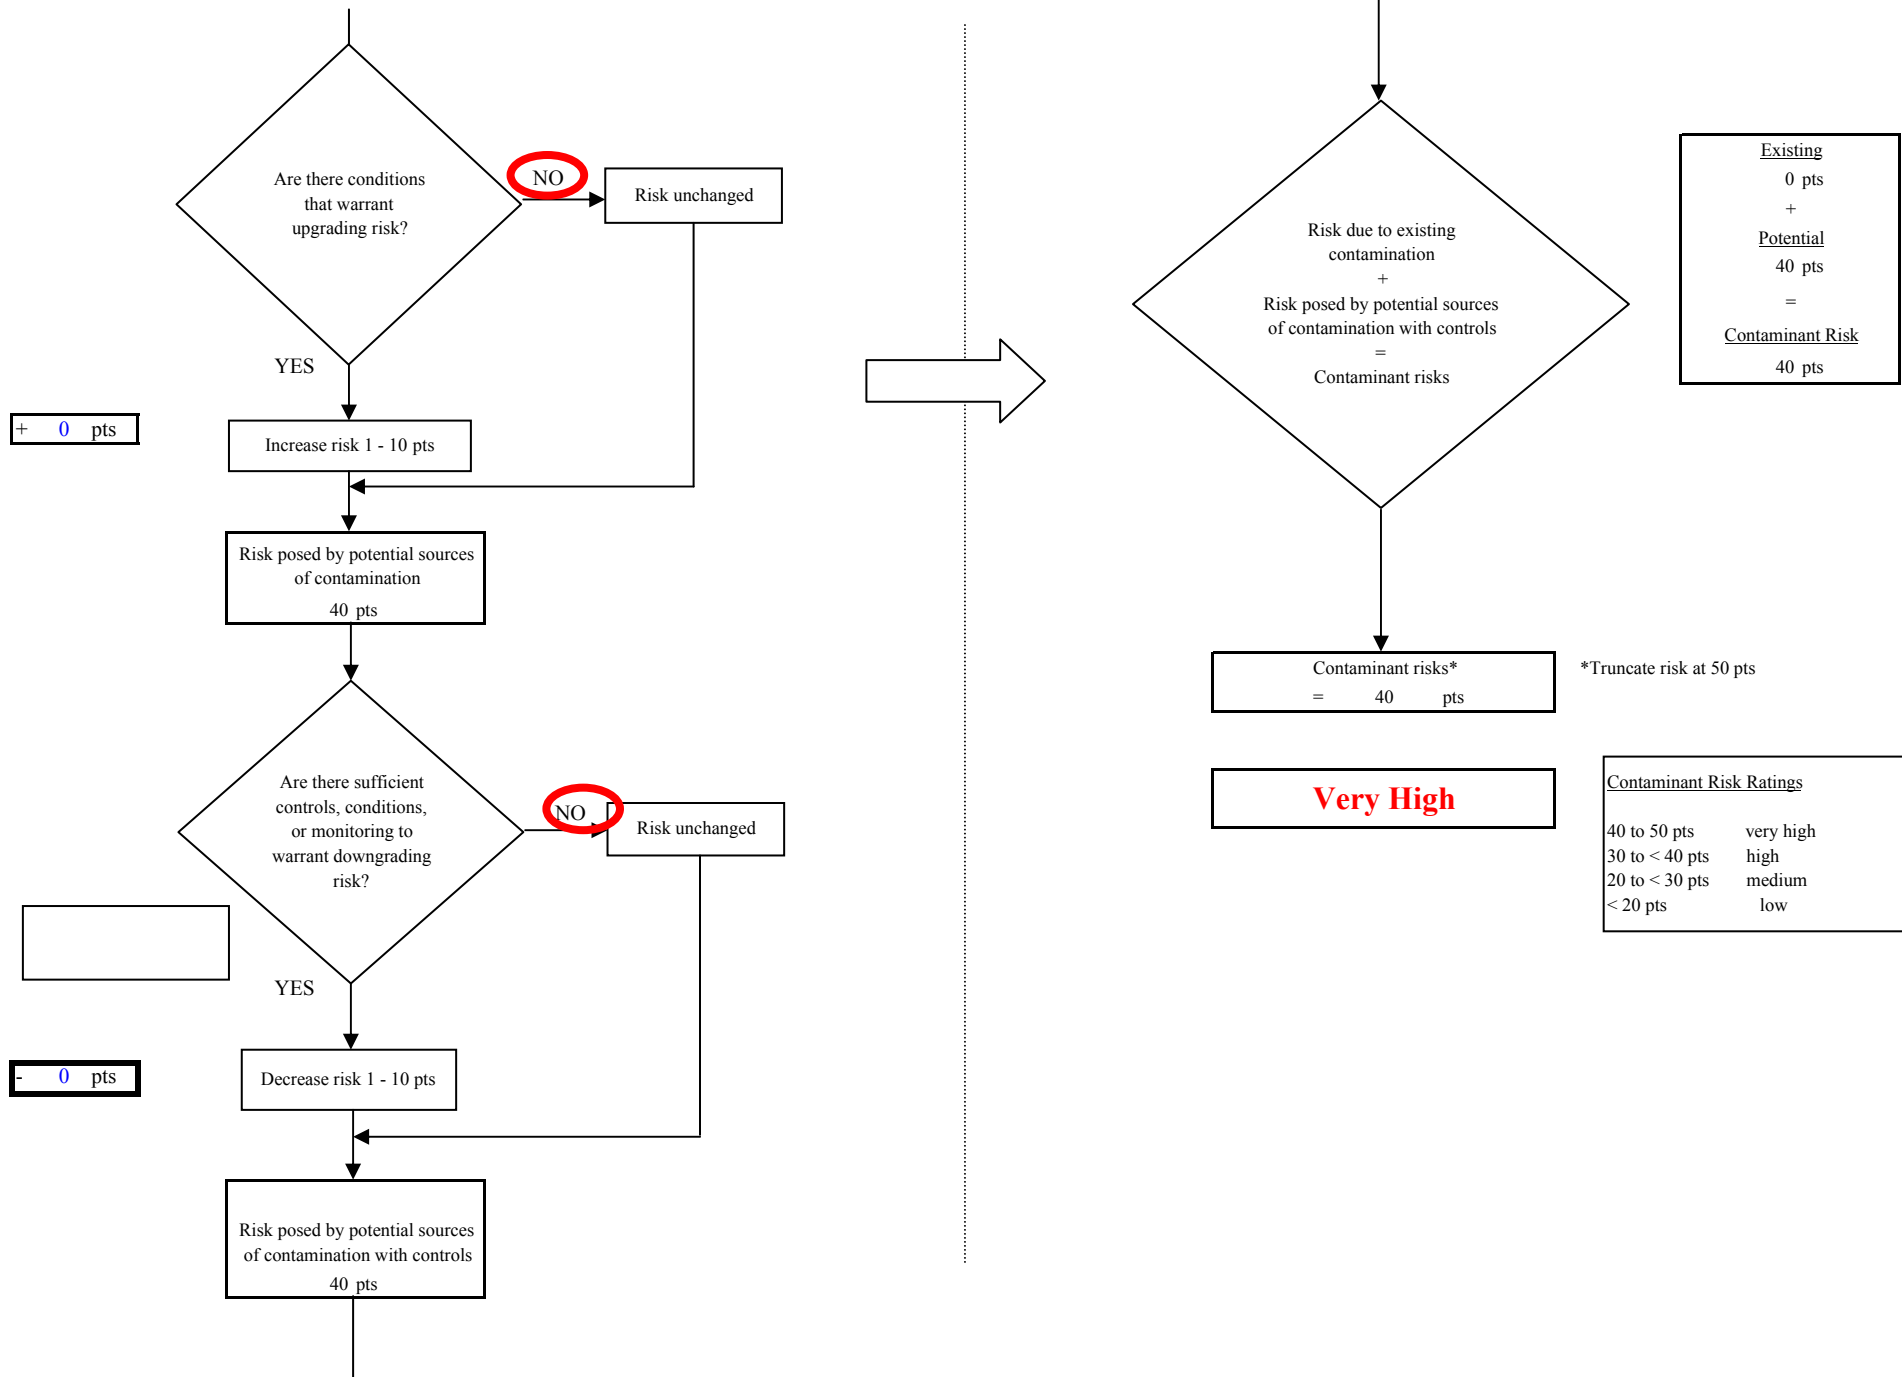 Are there conditions
that warrant
upgrading risk?
NO
Risk unchanged
YES
+ 0 pts
Increase risk 1 - 10 pts
Risk posed by potential sources
of contamination
40 pts
Are there sufficient
controls, conditions,
or monitoring to
warrant downgrading
risk?
NO
Risk unchanged
YES
- 0 pts
Decrease risk 1 - 10 pts
Risk posed by potential sources
of contamination with controls
40 pts
Risk due to existing
contamination
+
Risk posed by potential sources
of contamination with controls
=
Contaminant risks
Existing
0 pts
+
Potential
40 pts
=
Contaminant Risk
40 pts
Contaminant risks*
= 40 pts
*Truncate risk at 50 pts
Very High
Contaminant Risk Ratings
40 to 50 pts very high
30 to < 40 pts high
20 to < 30 pts medium
< 20 pts low